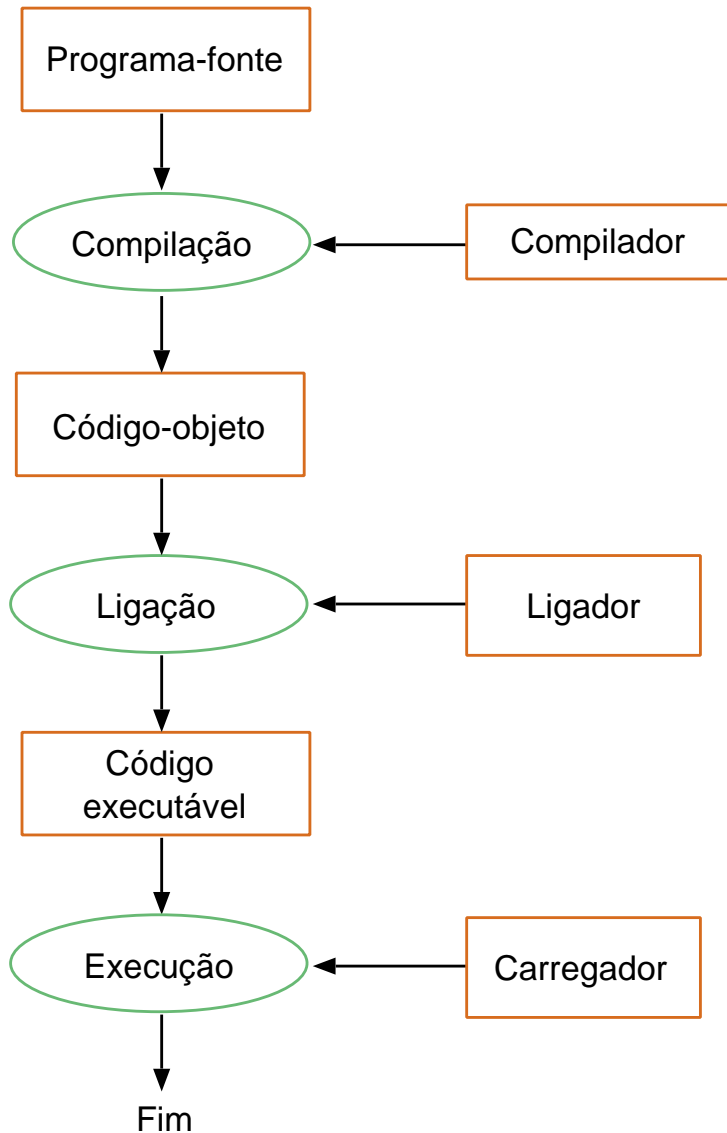 Programa-fonte
Compilação
Compilador
Código-objeto
Ligação
Ligador
Código
executável
Execução
Carregador
Fim